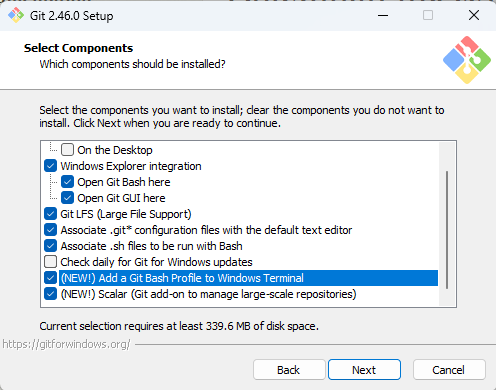 Git 2.46.0 Setup
Select Components
Which components should be installed?
Select the components you want to install; clear the components you do not want to
install. Click Next when you are ready to continue.
On the Desktop
Windows Explorer integration
Open Git Bash here
Open Git GUI here
Git LFS (Large File Support)
Associate .git* configuration files with the default text editor
Associate .sh files to be run with Bash
Check daily for Git for Windows updates
(NEW!) Add a Git Bash Profile to Windows Terminal
(NEW!) Scalar (Git add-on to manage large-scale repositories)
Current selection requires at least 339.6 MB of disk space.
https://gitforwindows.org/
Back
Next
Cancel